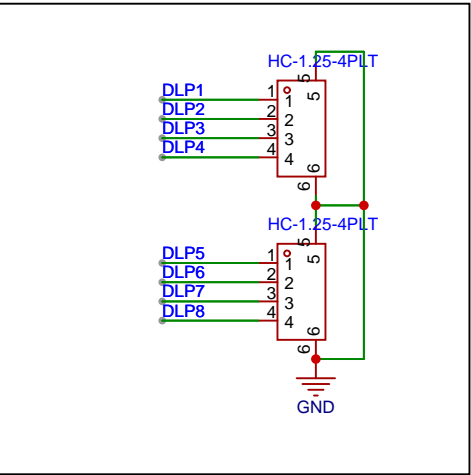 HC-1.25-4PLT
5
5
DLP1 1 1
DLP2 2 2
DLP3 3 3
DLP4 4 4
6
6
HC-1.25-4PLT
5
5
DLP5 1 1
DLP6 2 2
DLP7 3 3
DLP8 4 4
6
6
GND